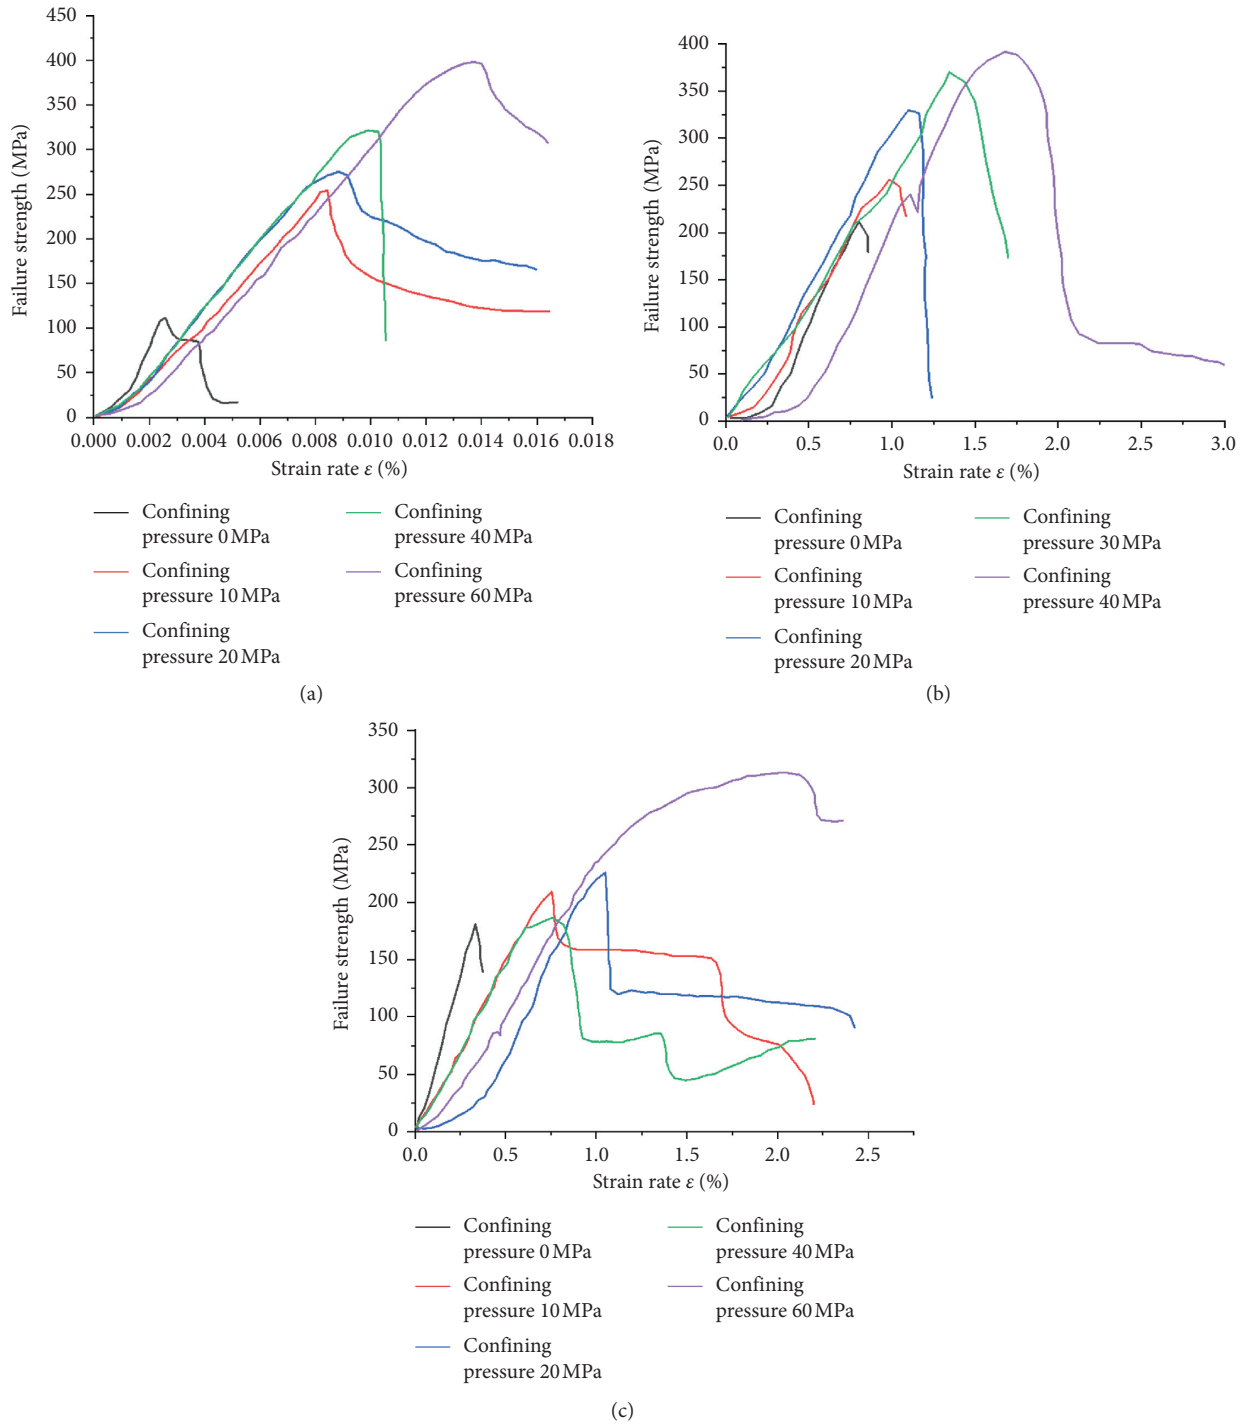 450
400
350
300
250
200
150
100
50
0
Failure strength (MPa)
0.000 0.002 0.004 0.006 0.008 0.010 0.012 0.014 0.016 0.018
Strain rate ε (%)
Confining
pressure 0 MPa
Confining
pressure 10 MPa
Confining
pressure 20 MPa
Confining
pressure 40 MPa
Confining
pressure 60 MPa
(a)
400
350
300
250
200
150
100
50
0
Failure strength (MPa)
0.0 0.5 1.0 1.5 2.0 2.5 3.0
Strain rate ε (%)
Confining
pressure 0 MPa
Confining
pressure 10 MPa
Confining
pressure 20 MPa
Confining
pressure 30 MPa
Confining
pressure 40 MPa
(b)
350
300
250
200
150
100
50
0
Failure strength (MPa)
0.0 0.5 1.0 1.5 2.0 2.5
Strain rate ε (%)
Confining
pressure 0 MPa
Confining
pressure 10 MPa
Confining
pressure 20 MPa
Confining
pressure 40 MPa
Confining
pressure 60 MPa
(c)